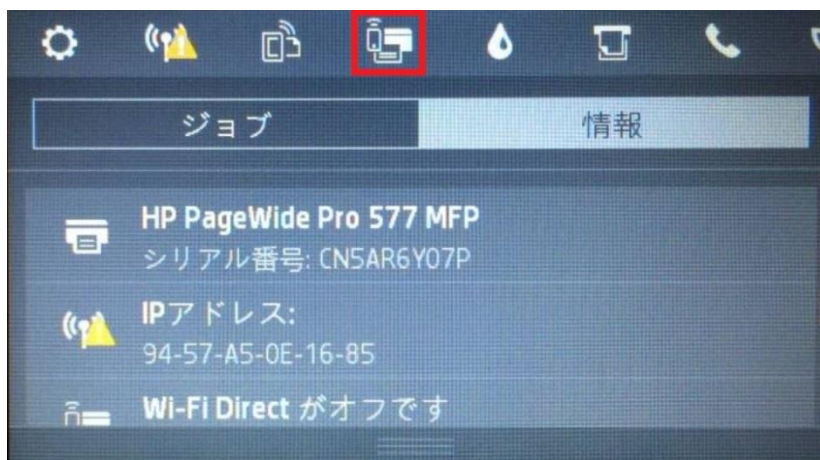 ジョブ
情報
HP PageWide Pro 577 MFP
シリアル番号: CN5AR6Y07P
IPアドレス:
94-57-A5-0E-16-85
Wi-Fi Direct がオフです